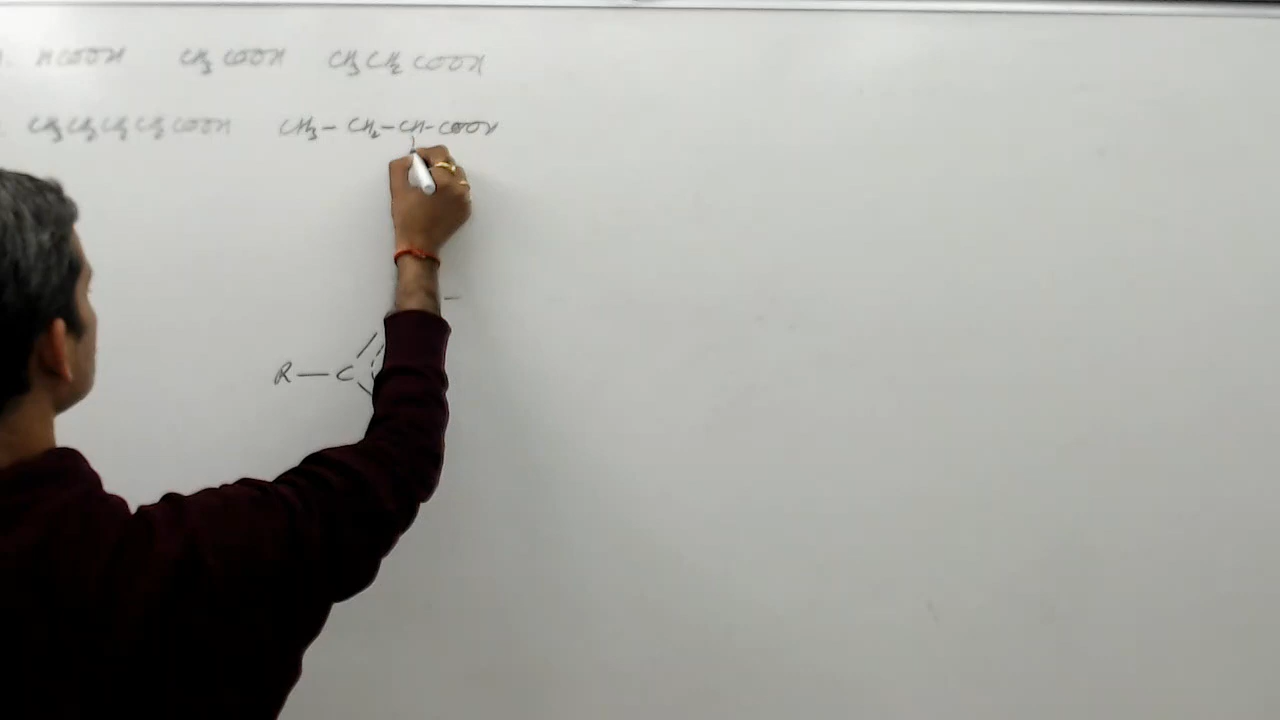 HCOOH CH₃COOH CH₃CH₂COOH
CH₃CH₂CH₂CH₂COOH CH₃-CH₂-CH-COOH
R-C